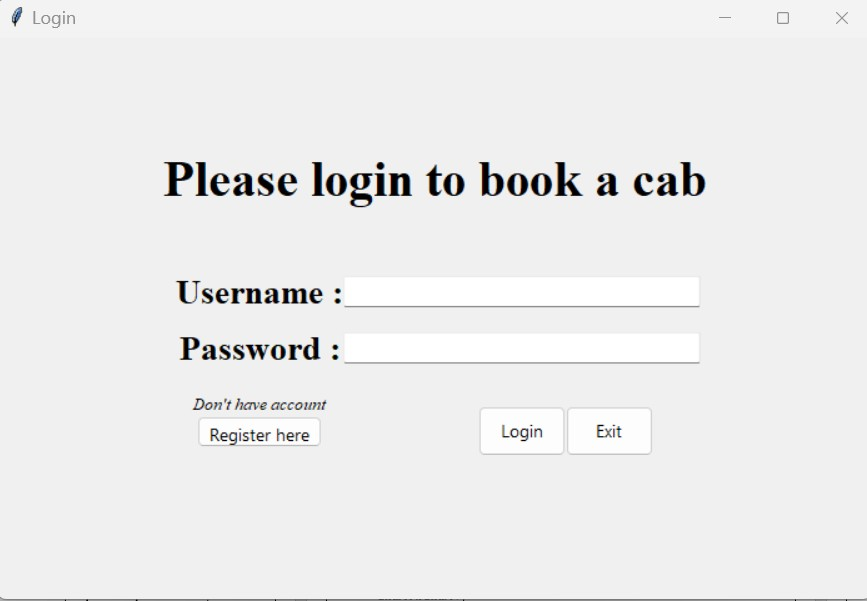 Login
Please login to book a cab
Username :
Password :
Don't have account
Register here
Login Exit